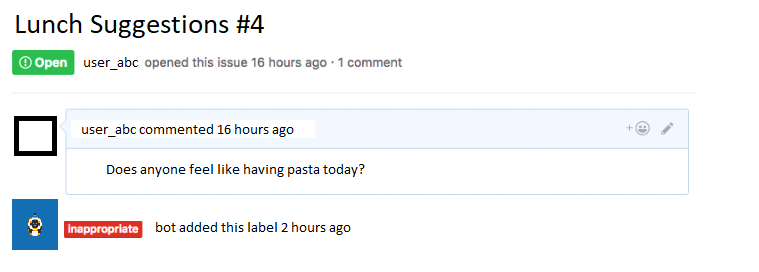 Lunch Suggestions #4
Open user_abc opened this issue 16 hours ago · 1 comment
user_abc commented 16 hours ago
Does anyone feel like having pasta today?
inappropriate bot added this label 2 hours ago